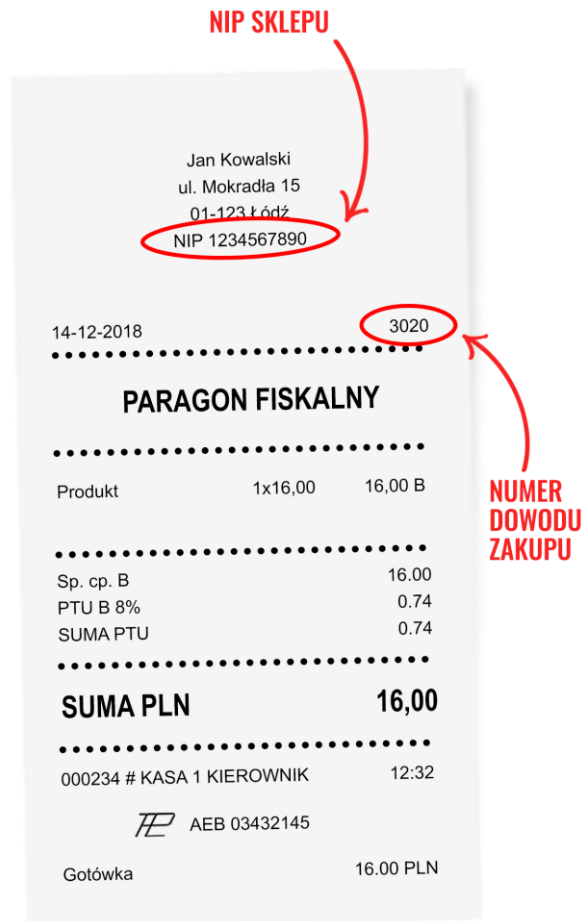 NIP SKLEPU
Jan Kowalski
ul. Mokradła 15
01-123 Łódź
NIP 1234567890
14-12-2018 3020
PARAGON FISKALNY
Produkt 1x16,00 16,00 B
NUMER
DOWODU
ZAKUPU
Sp. cp. B 16.00
PTU B 8% 0.74
SUMA PTU 0.74
SUMA PLN 16,00
000234 # KASA 1 KIEROWNIK 12:32
AEB 03432145
Gotówka 16.00 PLN